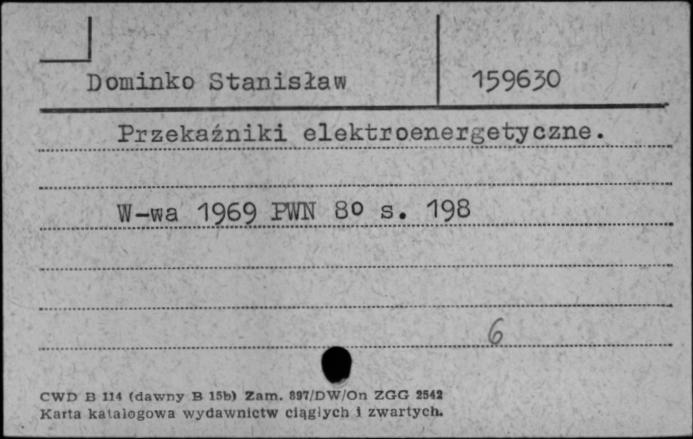 Dominko Stanisław 159630
Przekaźniki elektroenergetyczne.
W-wa 1969 PWN 8o s. 198
6
CWD B 114 (dawny B 15b) Zam. 897/DW/On ZGG 2542
Karta katalogowa wydawnictw ciągłych i zwartych.